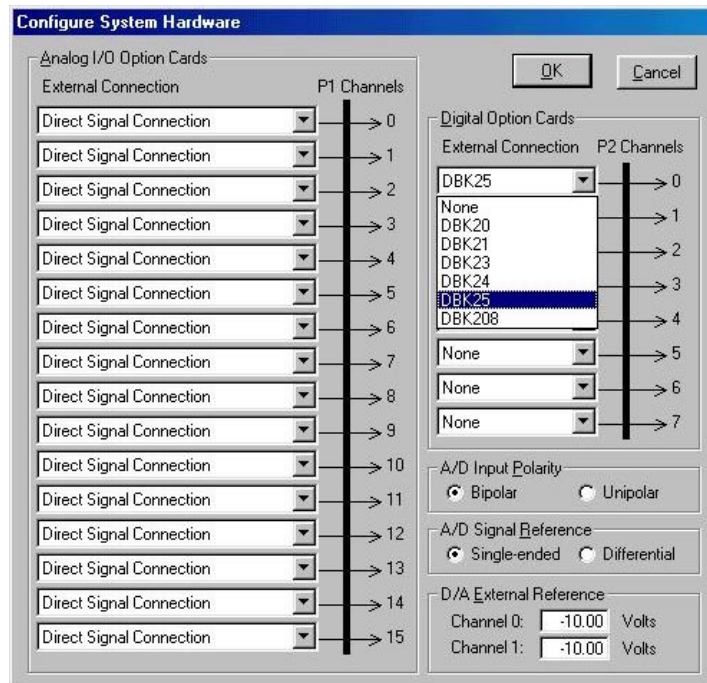 Configure System Hardware
Analog I/O Option Cards
External Connection P1 Channels
Direct Signal Connection 0
Direct Signal Connection 1
Direct Signal Connection 2
Direct Signal Connection 3
Direct Signal Connection 4
Direct Signal Connection 5
Direct Signal Connection 6
Direct Signal Connection 7
Direct Signal Connection 8
Direct Signal Connection 9
Direct Signal Connection 10
Direct Signal Connection 11
Direct Signal Connection 12
Direct Signal Connection 13
Direct Signal Connection 14
Direct Signal Connection 15
OK Cancel
Digital Option Cards
External Connection P2 Channels
DBK25 0
None
DBK20 1
DBK21
DBK23 2
DBK24
DBK25 3
DBK208 4
None 5
None 6
None 7
A/D Input Polarity
Bipolar Unipolar
A/D Signal Reference
Single-ended Differential
D/A External Reference
Channel 0: -10.00 Volts
Channel 1: -10.00 Volts